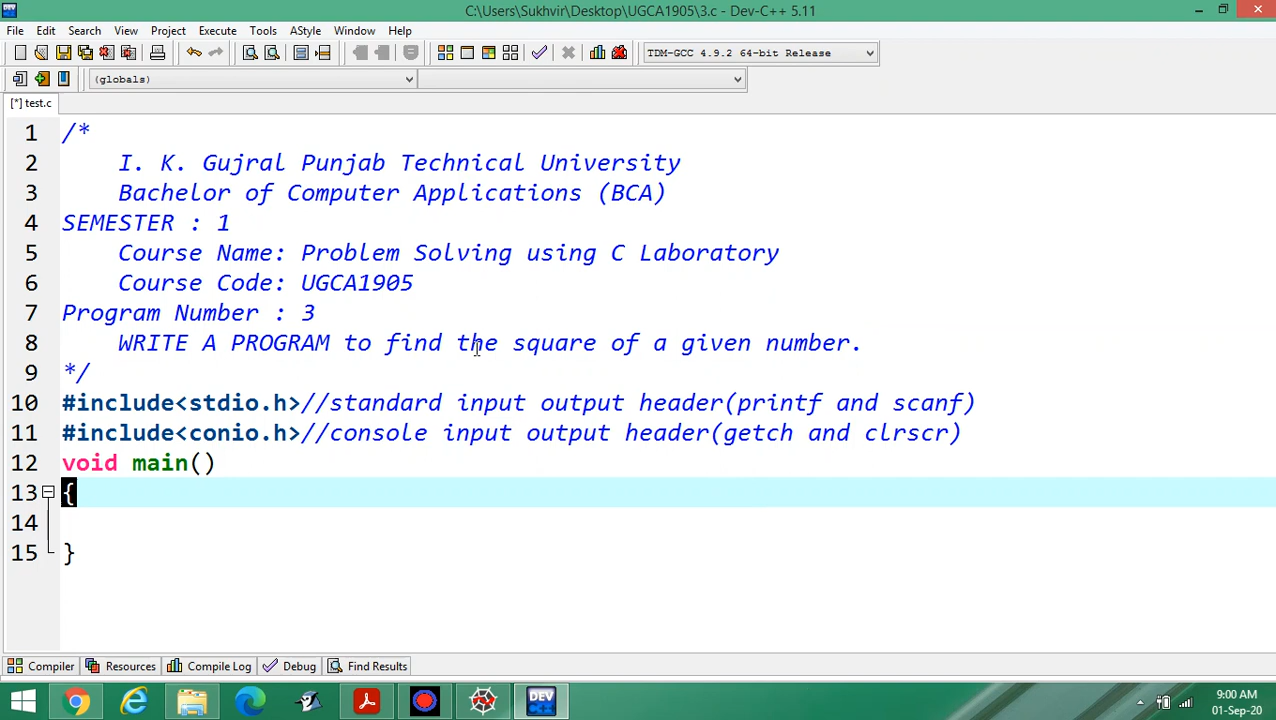 C:\Users\Sukhvir\Desktop\UGCA1905\3.c - Dev-C++ 5.11
File Edit Search View Project Execute Tools AStyle Window Help
TDM-GCC 4.9.2 64-bit Release
(globals)
[*] test.c
1 /*
2 I. K. Gujral Punjab Technical University
3 Bachelor of Computer Applications (BCA)
4 SEMESTER : 1
5 Course Name: Problem Solving using C Laboratory
6 Course Code: UGCA1905
7 Program Number : 3
8 WRITE A PROGRAM to find the square of a given number.
9 */
10 #include<stdio.h>//standard input output header(printf and scanf)
11 #include<conio.h>//console input output header(getch and clrscr)
12 void main()
13 {
14
15 }
Compiler Resources Compile Log Debug Find Results
DEV
9:00 AM
01-Sep-20